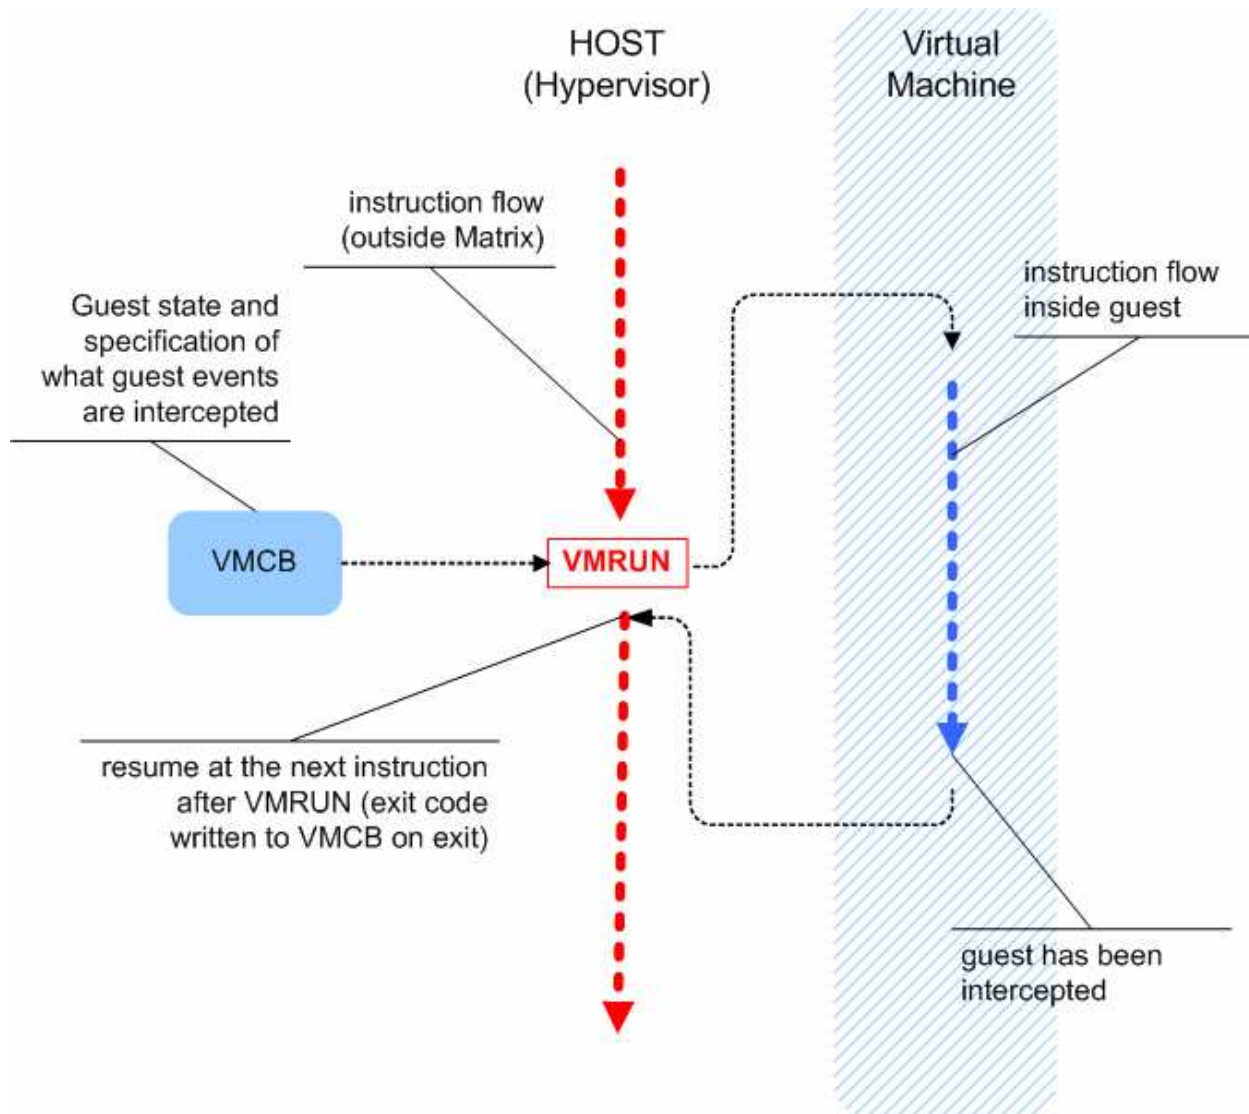 HOST
(Hypervisor)
Virtual
Machine
instruction flow
(outside Matrix)
instruction flow
inside guest
Guest state and
specification of
what guest events
are intercepted
VMCB
VMRUN
resume at the next instruction
after VMRUN (exit code
written to VMCB on exit)
guest has been
intercepted